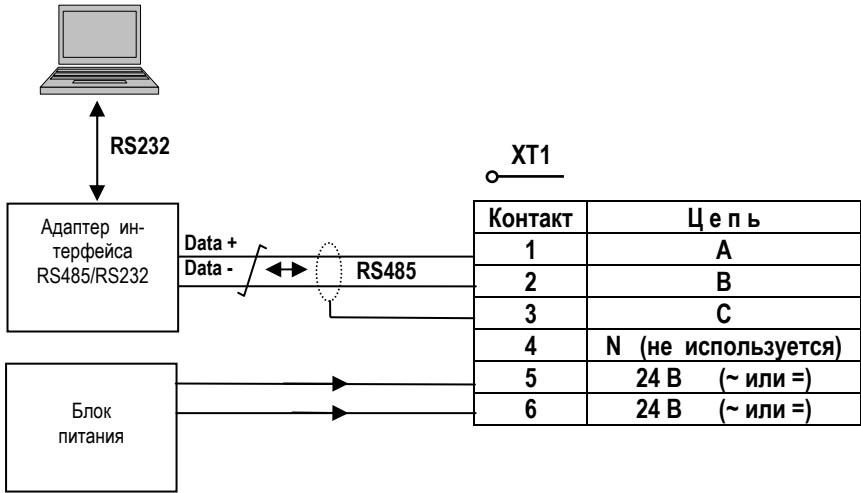 RS232
XT1
Адаптер ин-
терфейса
RS485/RS232
Data +
Data -
RS485
Контакт Ц е п ь
1 A
2 B
3 C
4 N (не используется)
5 24 В (~ или =)
6 24 В (~ или =)
Блок
питания